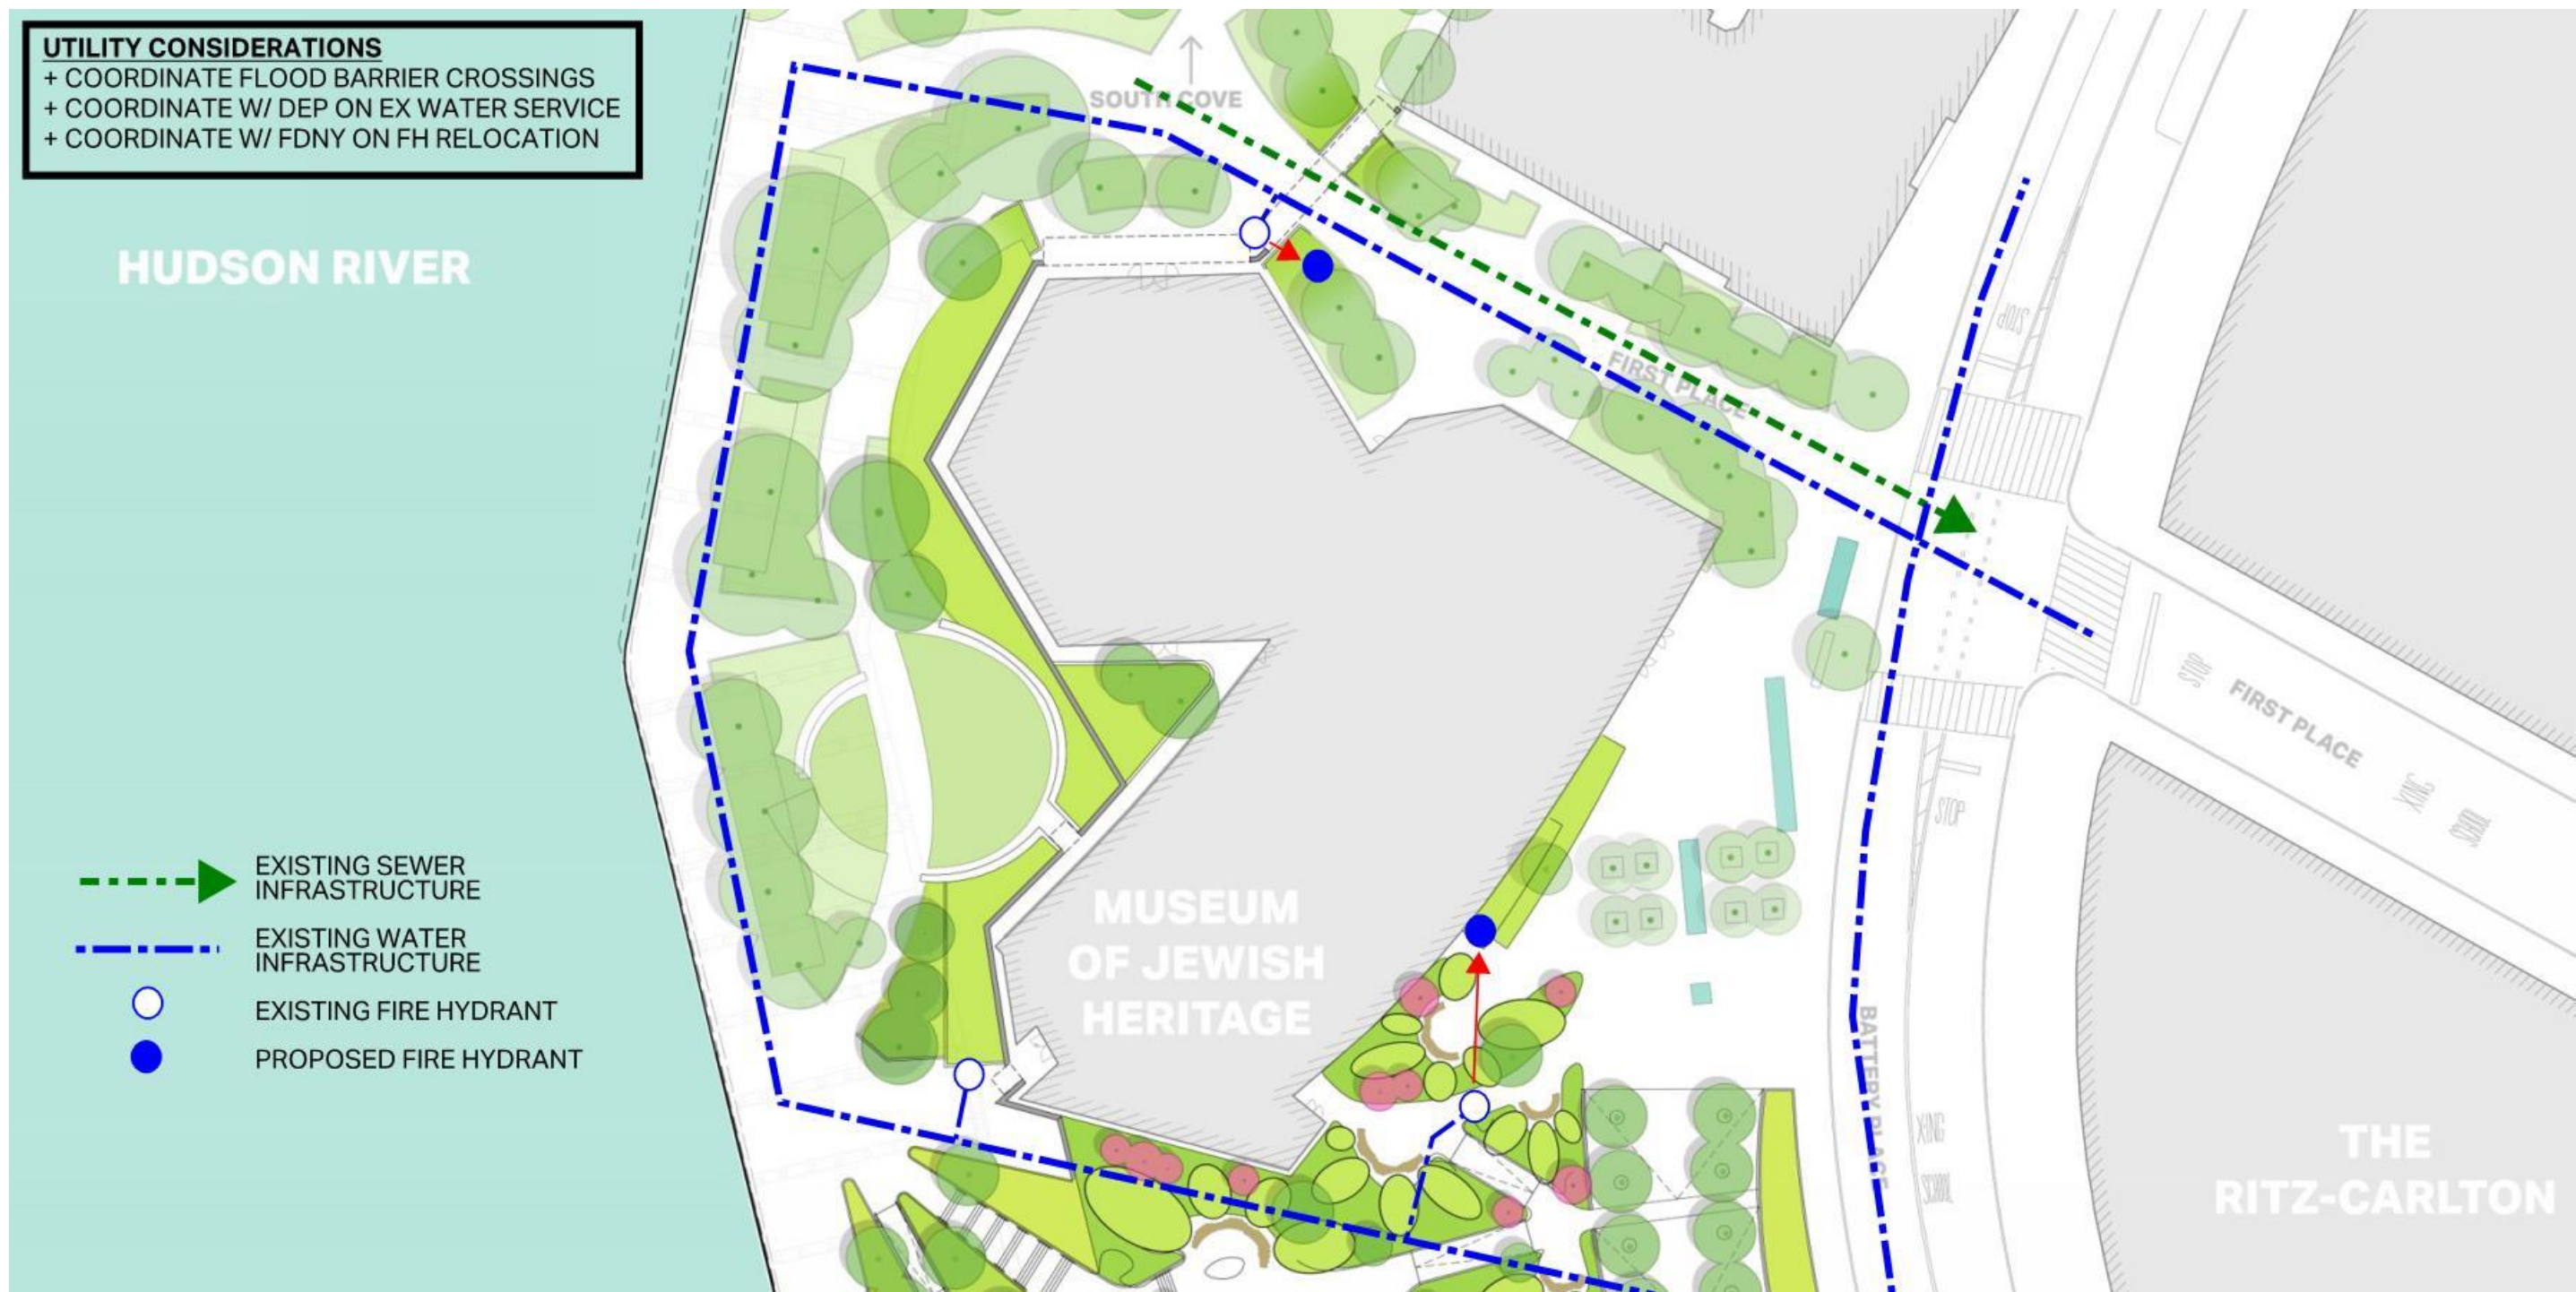 UTILITY CONSIDERATIONS
+ COORDINATE FLOOD BARRIER CROSSINGS
+ COORDINATE W/ DEP ON EX WATER SERVICE
+ COORDINATE W/ FDNY ON FH RELOCATION
SOUTH COVE
HUDSON RIVER
STOP
FIRST PLACE
STOP
FIRST PLACE
XING
SCHOOL
STOP
EXISTING SEWER
INFRASTRUCTURE
EXISTING WATER
INFRASTRUCTURE
EXISTING FIRE HYDRANT
PROPOSED FIRE HYDRANT
MUSEUM
OF JEWISH
HERITAGE
BATTERY PLACE
XING
SCHOOL
THE
RITZ-CARLTON